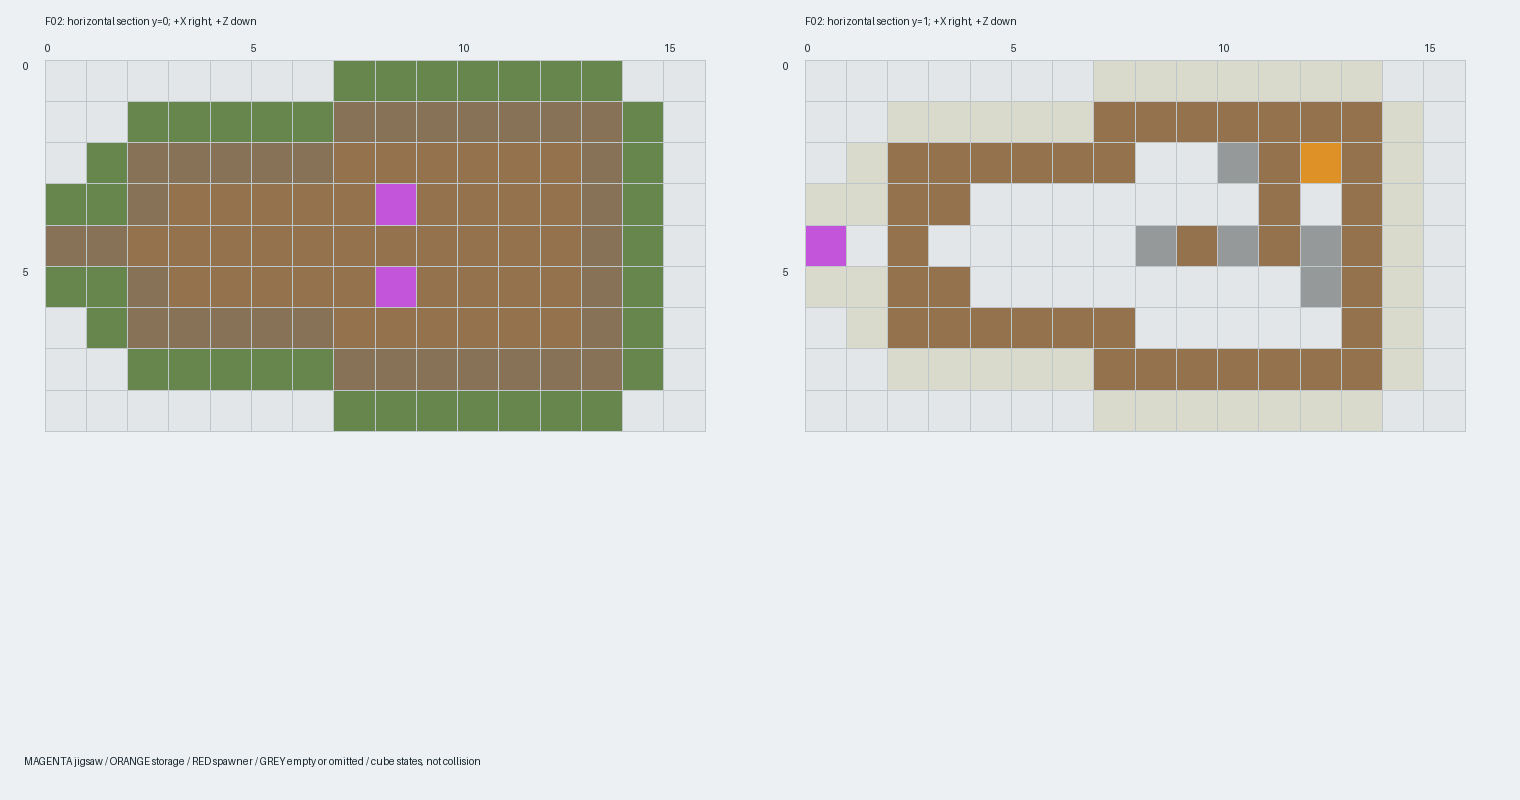 F02: horizontal section y=0; +X right, +Z down
F02: horizontal section y=1; +X right, +Z down
0 5 10 15
0 5 10 15
0
0
5
5
MAGENTA jigsaw / ORANGE storage / RED spawner / GREY empty or omitted / cube states, not collision